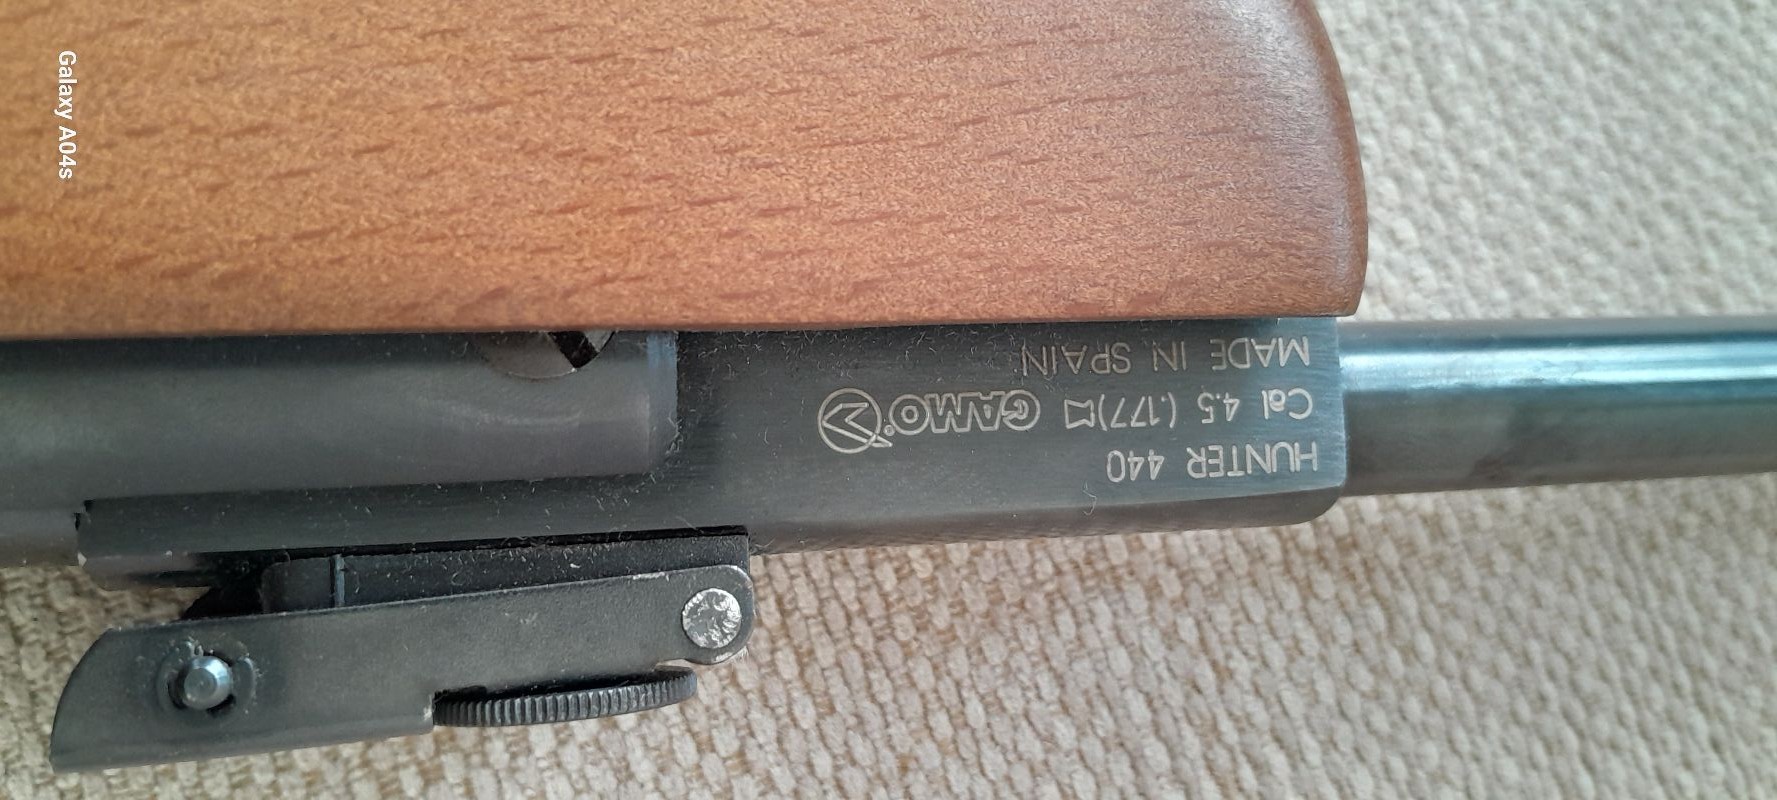 HUNTER 440
Cal 4.5 (.177) GAMO®
MADE IN SPAIN
Galaxy A04s